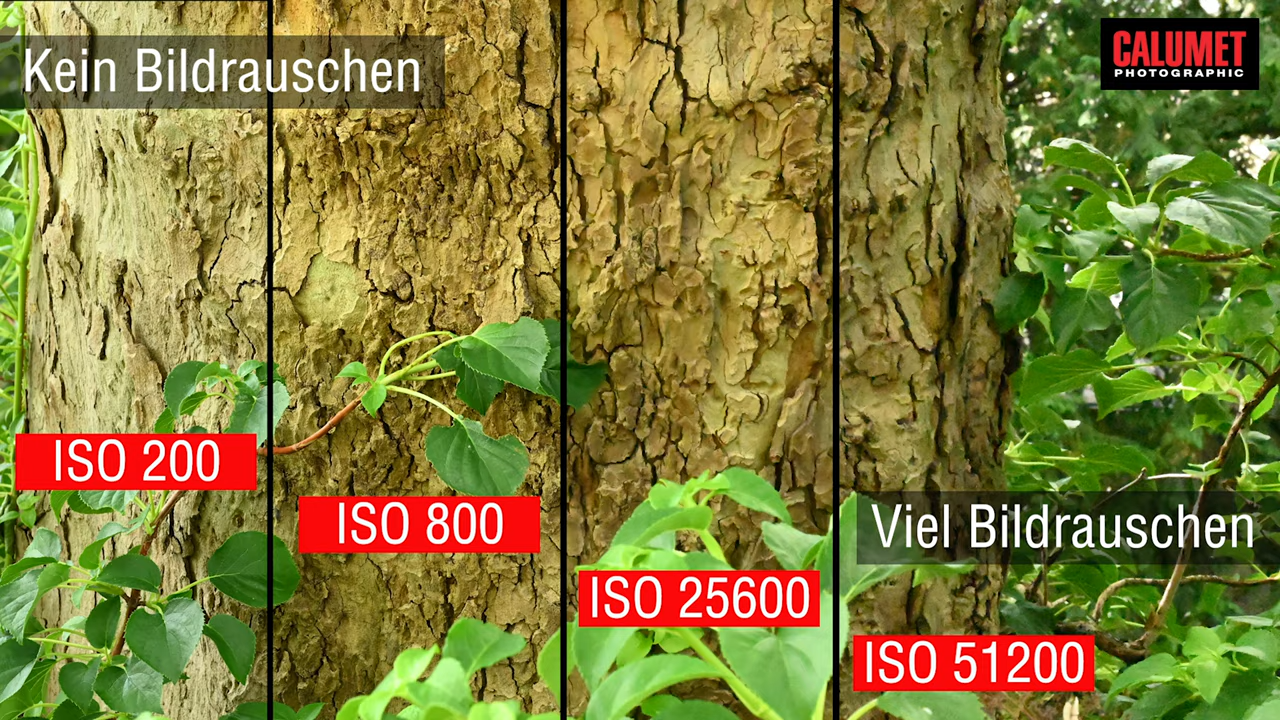 Kein Bildrauschen
CALUMET
PHOTOGRAPHIC
ISO 200
ISO 800
Viel Bildrauschen
ISO 25600
ISO 51200